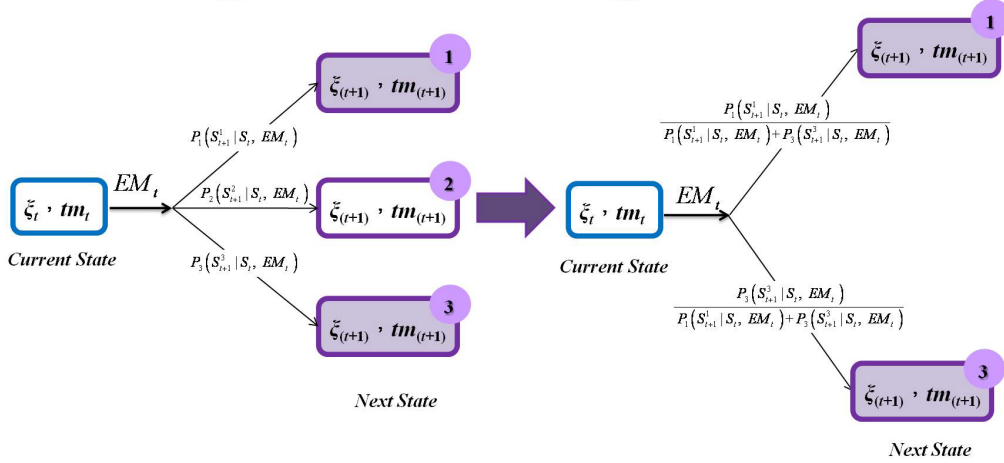 1
ξ₍ₜ₊₁₎ , tm₍ₜ₊₁₎
P₁(S¹ₜ₊₁ | Sₜ, EMₜ)
EMₜ
ξₜ , tmₜ
Current State
P₂(S²ₜ₊₁ | Sₜ, EMₜ)
2
ξ₍ₜ₊₁₎ , tm₍ₜ₊₁₎
P₃(S³ₜ₊₁ | Sₜ, EMₜ)
3
ξ₍ₜ₊₁₎ , tm₍ₜ₊₁₎
Next State
1
ξ₍ₜ₊₁₎ , tm₍ₜ₊₁₎
P₁(S¹ₜ₊₁ | Sₜ, EMₜ)
P₁(S¹ₜ₊₁ | Sₜ, EMₜ) + P₃(S³ₜ₊₁ | Sₜ, EMₜ)
EMₜ
ξₜ , tmₜ
Current State
P₃(S³ₜ₊₁ | Sₜ, EMₜ)
P₁(S¹ₜ₊₁ | Sₜ, EMₜ) + P₃(S³ₜ₊₁ | Sₜ, EMₜ)
3
ξ₍ₜ₊₁₎ , tm₍ₜ₊₁₎
Next State